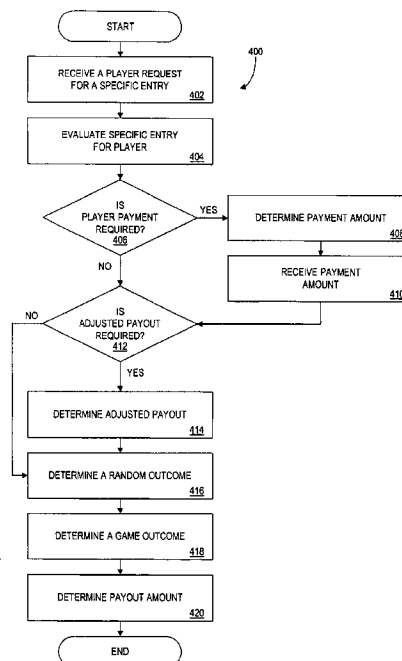 START
400
RECEIVE A PLAYER REQUEST
FOR A SPECIFIC ENTRY
402
EVALUATE SPECIFIC ENTRY
FOR PLAYER
404
IS
PLAYER PAYMENT
REQUIRED?
406
YES
DETERMINE PAYMENT AMOUNT
408
NO
RECEIVE PAYMENT
AMOUNT
410
IS
ADJUSTED PAYOUT
REQUIRED?
412
NO
YES
DETERMINE ADJUSTED PAYOUT
414
DETERMINE A RANDOM OUTCOME
416
DETERMINE A GAME OUTCOME
418
DETERMINE PAYOUT AMOUNT
420
END